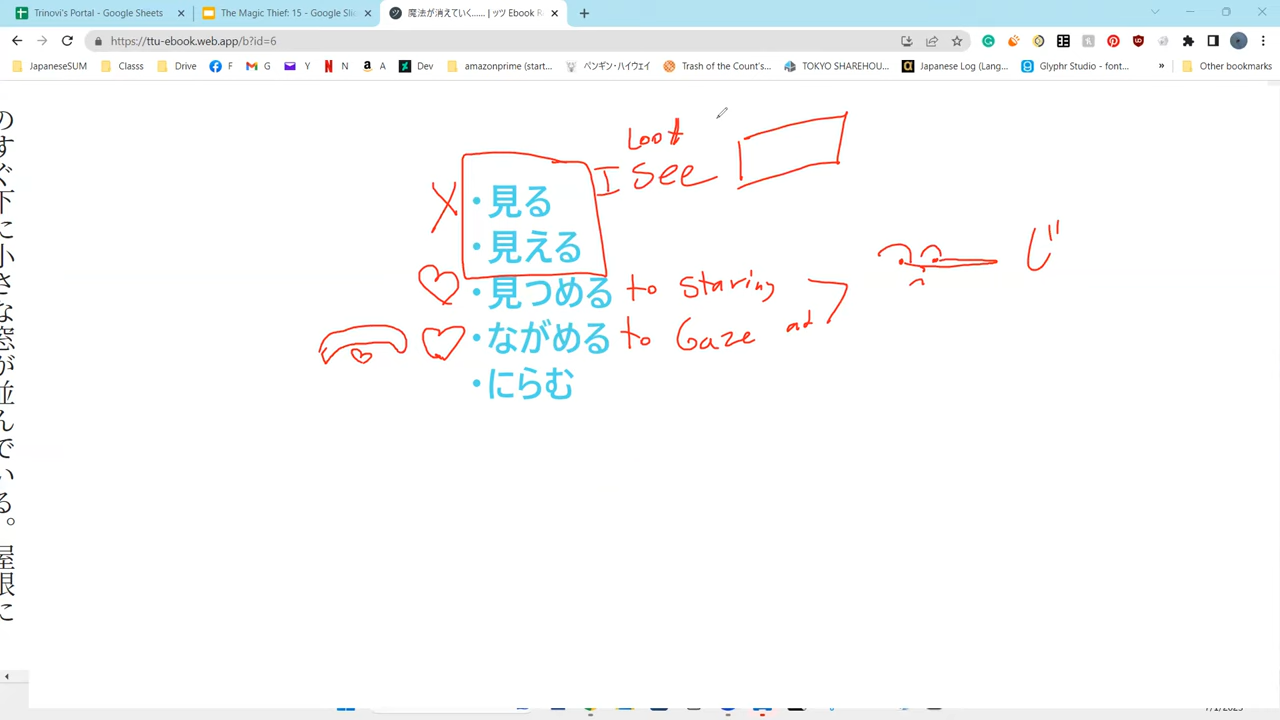 Trinovi's Portal - Google Sheets
The Magic Thief: 15 - Google Slid
魔法が消えていく…… | ッツ Ebook R
https://ttu-ebook.web.app/b?id=6
JapaneseSUM
Classs
Drive
F
G
Y
N
A
Dev
amazonprime (start...
ペンギン・ハイウェイ
Trash of the Count's...
TOKYO SHAREHOU...
Japanese Log (Lang...
Glyphr Studio - font...
»
Other bookmarks
のすぐ下に小さな窓が並んでいる。屋根に
Look
I see
X
・見る
・見える
・見つめる to staring
・ながめる to Gaze
・にらむ
じ